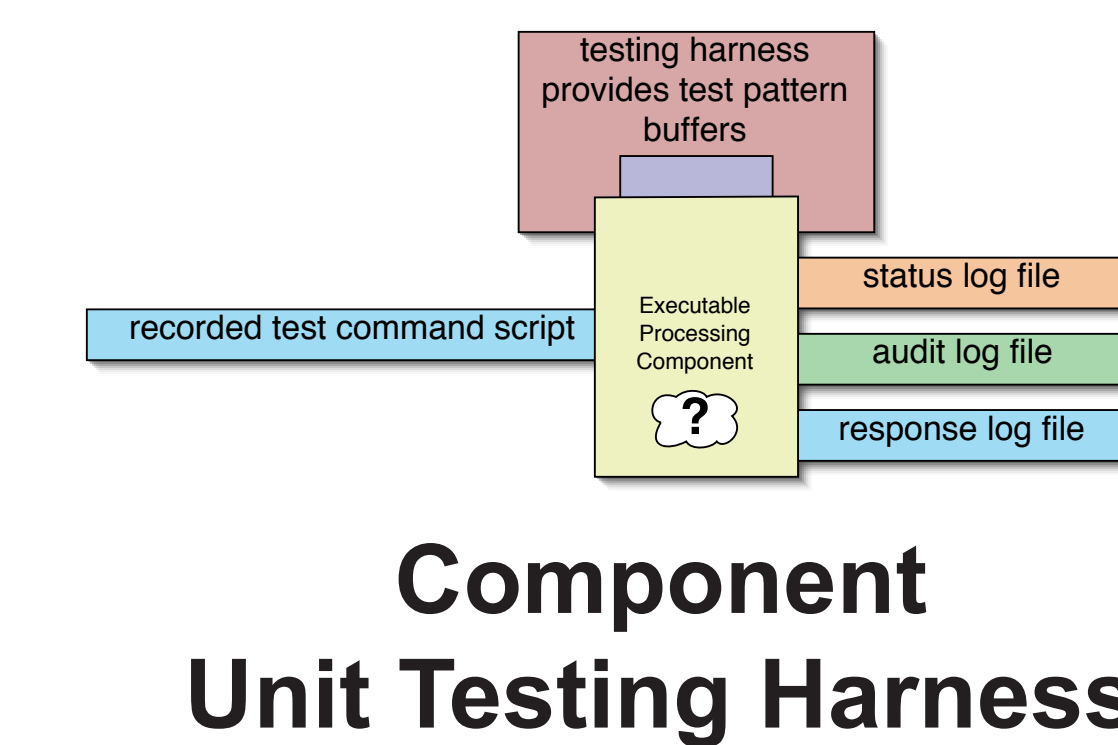 testing harness
provides test pattern
buffers
recorded test command script
Executable
Processing
Component
?
status log file
audit log file
response log file
Component
Unit Testing Harness